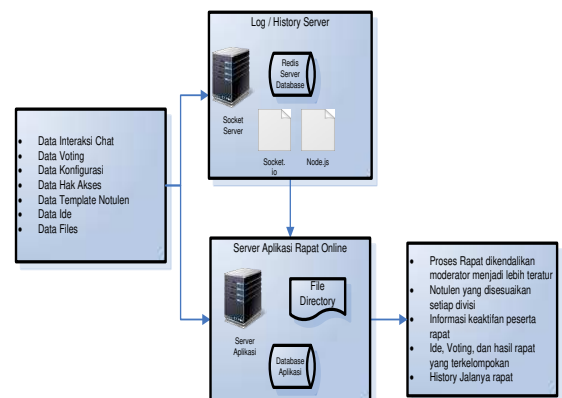 Log / History Server
Redis
Server
Database
Socket
Server
Socket.
io
Node.js
• Data Interaksi Chat
• Data Voting
• Data Konfigurasi
• Data Hak Akses
• Data Template Notulen
• Data Ide
• Data Files
Server Aplikasi Rapat Online
File
Directory
Server
Aplikasi
Database
Aplikasi
• Proses Rapat dikendalikan
moderator menjadi lebih teratur
• Notulen yang disesuaikan
setiap divisi
• Informasi keaktifan peserta
rapat
• Ide, Voting, dan hasil rapat
yang terkelompokan
• History Jalanya rapat